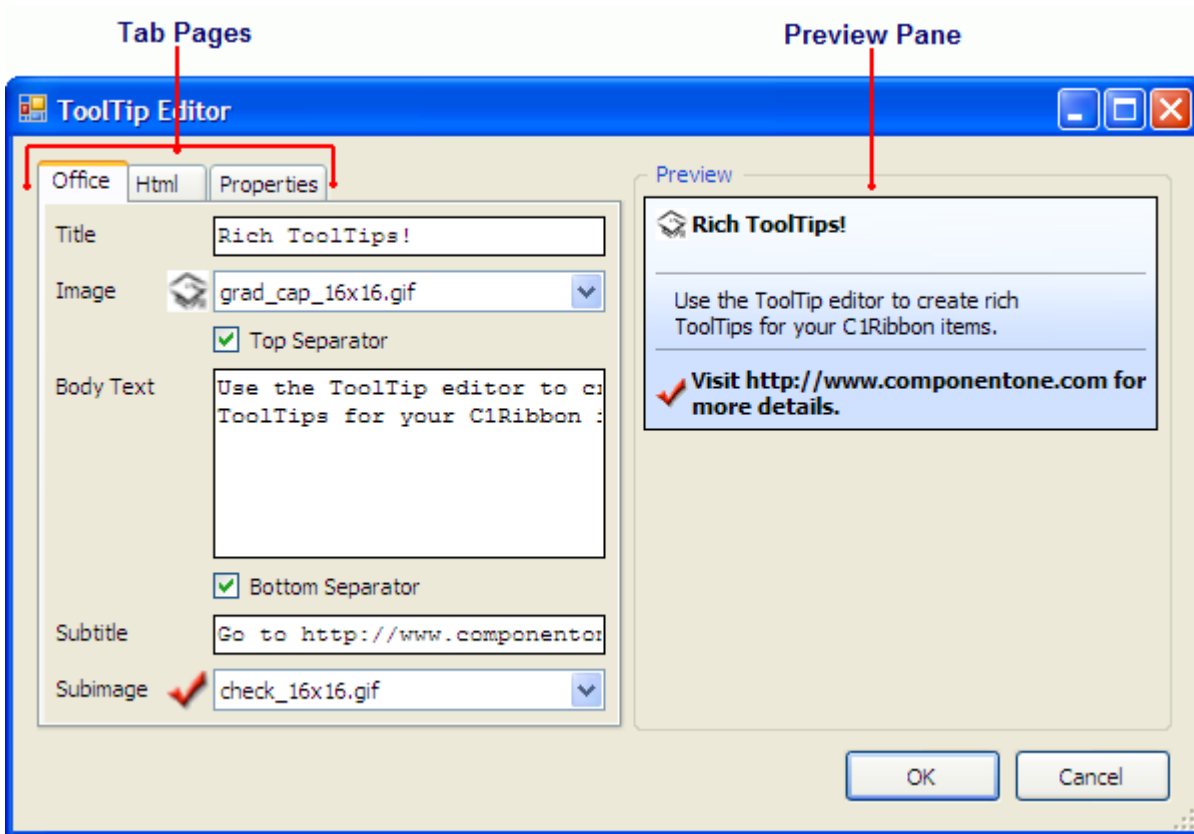 Tab Pages
Preview Pane
ToolTip Editor
Office
Html
Properties
Title
Rich ToolTips!
Image
grad_cap_16x16.gif
Top Separator
Body Text
Use the ToolTip editor to
ToolTips for your C1Ribbon
Bottom Separator
Subtitle
Go to http://www.componenton
Subimage
check_16x16.gif
Preview
Rich ToolTips!
Use the ToolTip editor to create rich
ToolTips for your C1Ribbon items.
Visit http://www.componentone.com for
more details.
OK
Cancel